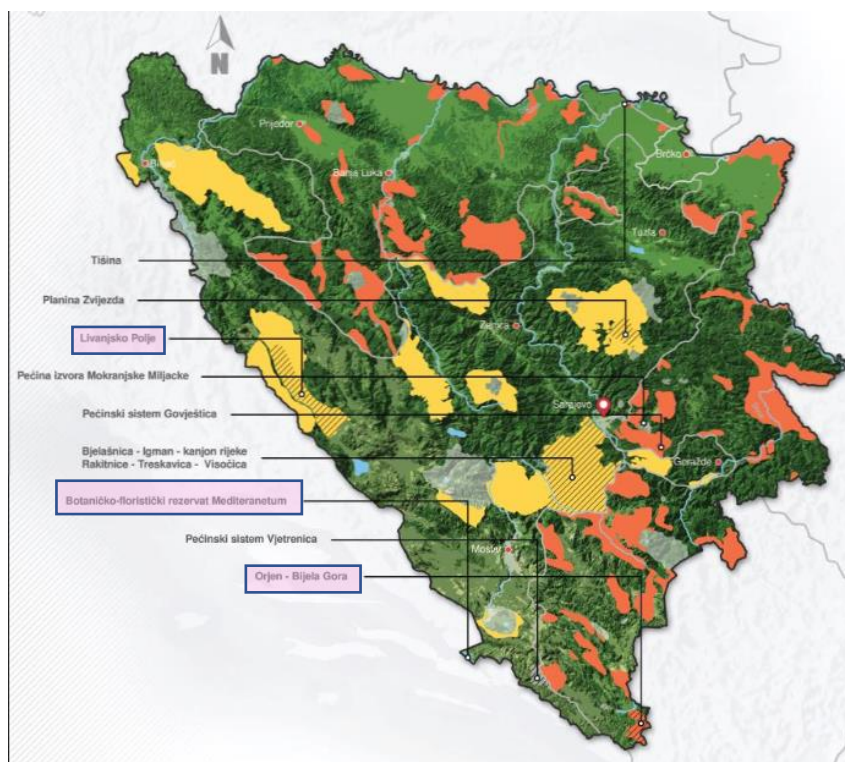 N
Prijedor
Bihać
Banja Luka
Brčko
Tuzla
Tišina
Planina Zvijezda
Zenica
Livanjsko Polje
Pećina izvora Mokranjske Miljacke
Sarajevo
Pećinski sistem Govještica
Goražde
Bjelašnica - Igman - kanjon rijeke
Rakitnice - Treskavica - Visočica
Botaničko-floristički rezervat Mediteranetum
Pećinski sistem Vjetrenica
Mostar
Orjen - Bijela Gora